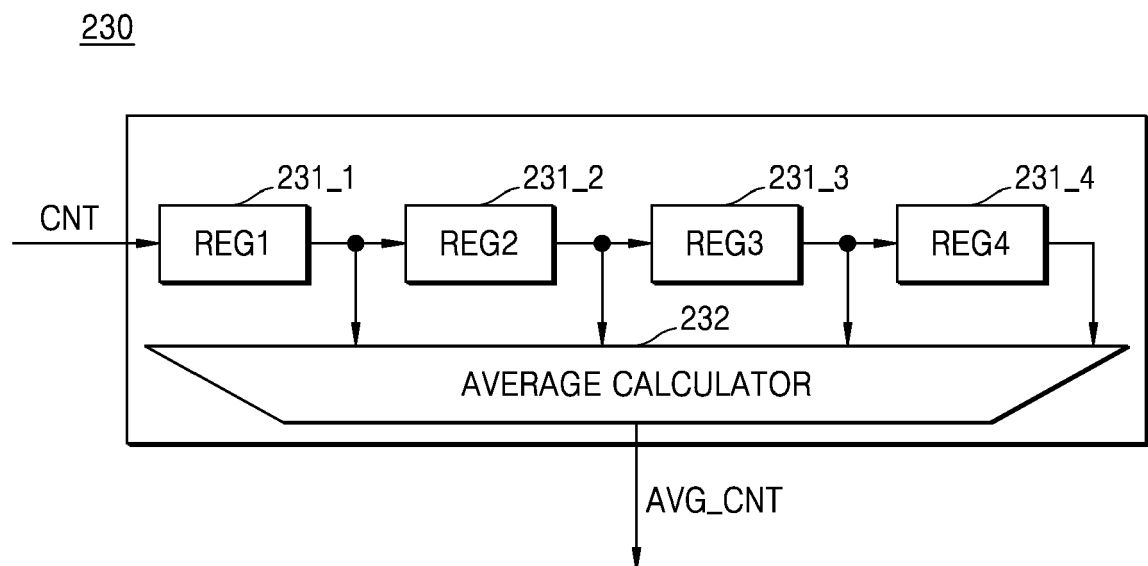 230
231_1
231_2
231_3
231_4
CNT
REG1
REG2
REG3
REG4
232
AVERAGE CALCULATOR
AVG_CNT